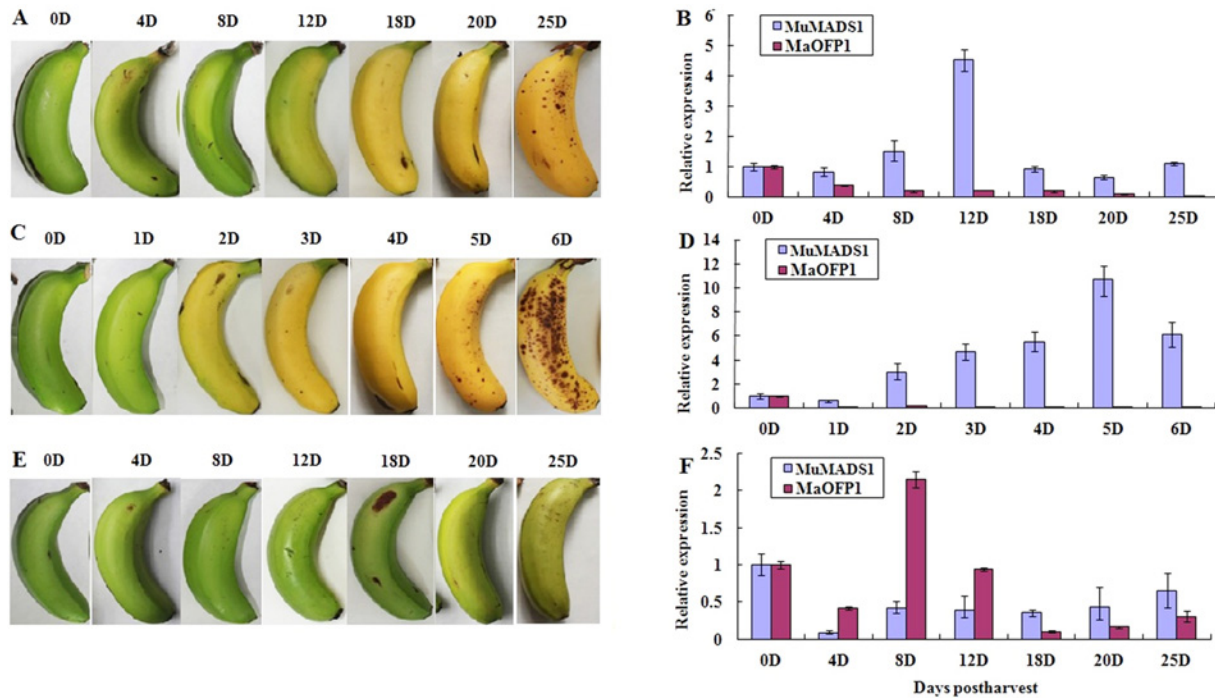 A
0D 4D 8D 12D 18D 20D 25D
B
Relative expression
6
5
4
3
2
1
0
MuMADS1
MaOFP1
0D 4D 8D 12D 18D 20D 25D
C
0D 1D 2D 3D 4D 5D 6D
D
Relative expression
14
12
10
8
6
4
2
0
MuMADS1
MaOFP1
0D 1D 2D 3D 4D 5D 6D
E
0D 4D 8D 12D 18D 20D 25D
F
Relative expression
2.5
2
1.5
1
0.5
0
MuMADS1
MaOFP1
0D 4D 8D 12D 18D 20D 25D
Days postharvest